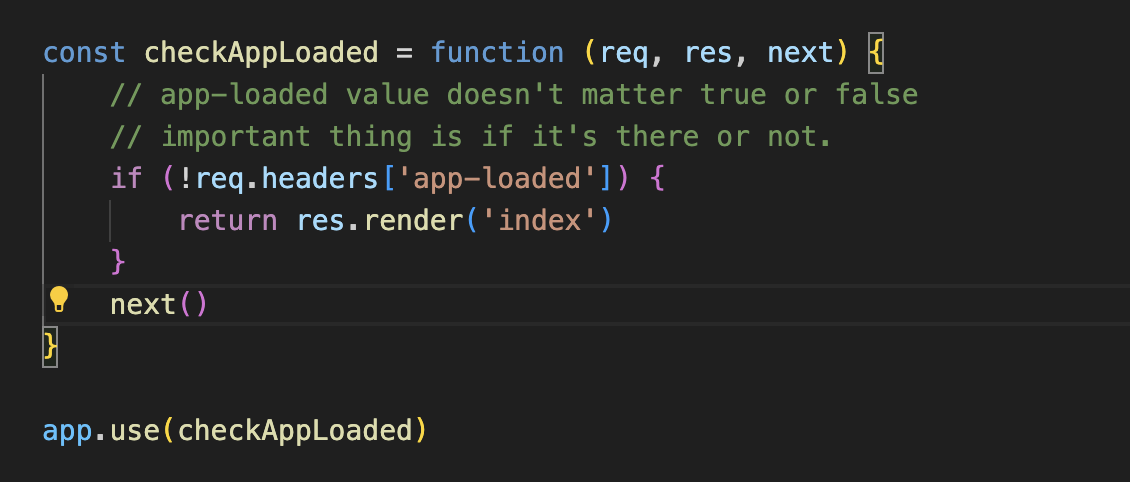 const checkAppLoaded = function (req, res, next) {
    // app-loaded value doesn't matter true or false
    // important thing is if it's there or not.
    if (!req.headers['app-loaded']) {
        return res.render('index')
    }
    next()
}
app.use(checkAppLoaded)